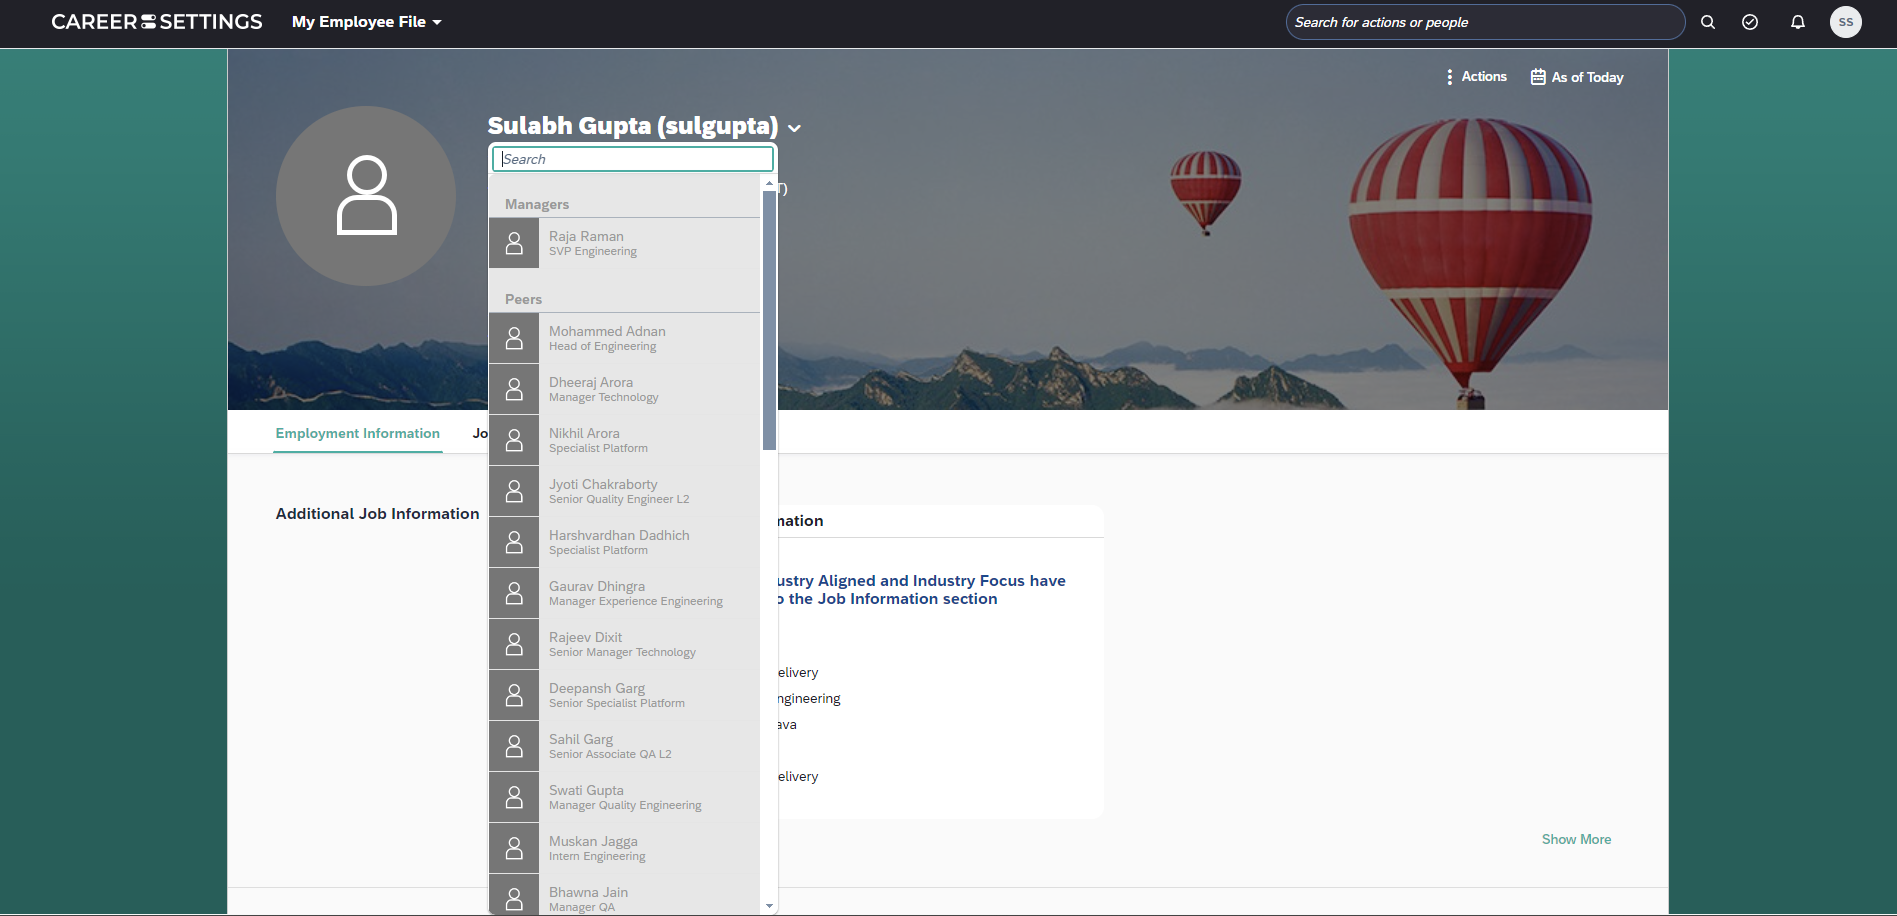 CAREER SETTINGS
My Employee File
Search for actions or people
SS
Actions
As of Today
Sulabh Gupta (sulgupta)
Search
T)
Managers
Raja Raman
SVP Engineering
Peers
Mohammed Adnan
Head of Engineering
Dheeraj Arora
Manager Technology
Nikhil Arora
Specialist Platform
Jyoti Chakraborty
Senior Quality Engineer L2
Harshvardhan Dadhich
Specialist Platform
Gaurav Dhingra
Manager Experience Engineering
Rajeev Dixit
Senior Manager Technology
Deepansh Garg
Senior Specialist Platform
Sahil Garg
Senior Associate QA L2
Swati Gupta
Manager Quality Engineering
Muskan Jagga
Intern Engineering
Bhawna Jain
Manager QA
Employment Information
Jo
Additional Job Information
mation
ustry Aligned and Industry Focus have
o the Job Information section
elivery
ngineering
ava
elivery
Show More